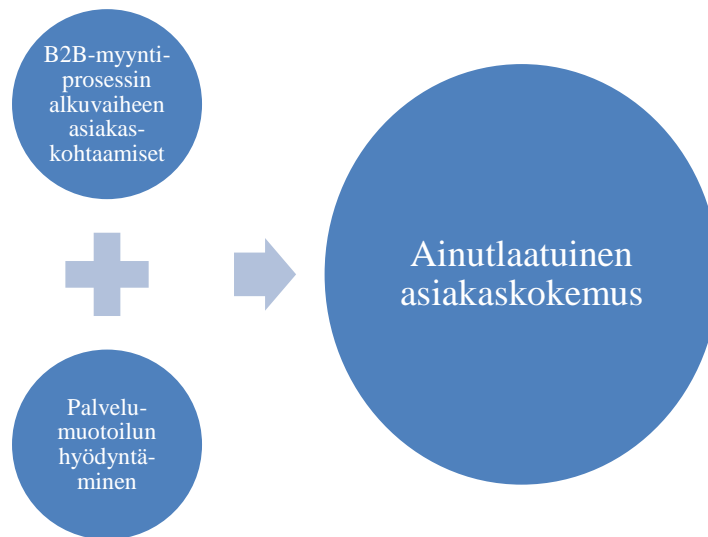 B2B-myynti-
prosessin
alkuvaiheen
asiakas-
kohtaamiset
Palvelu-
muotoilun
hyödyntä-
minen
Ainutlaatuinen
asiakaskokemus